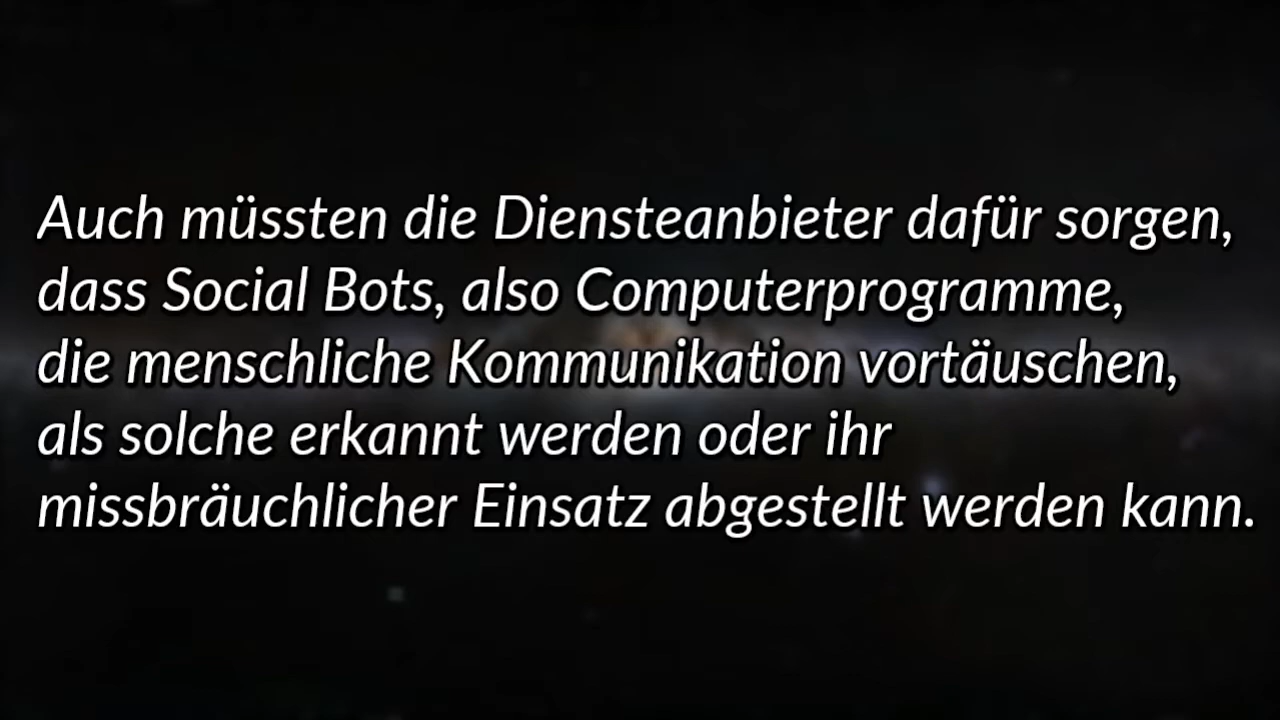 Auch müssten die Diensteanbieter dafür sorgen,
dass Social Bots, also Computerprogramme,
die menschliche Kommunikation vortäuschen,
als solche erkannt werden oder ihr
missbräuchlicher Einsatz abgestellt werden kann.